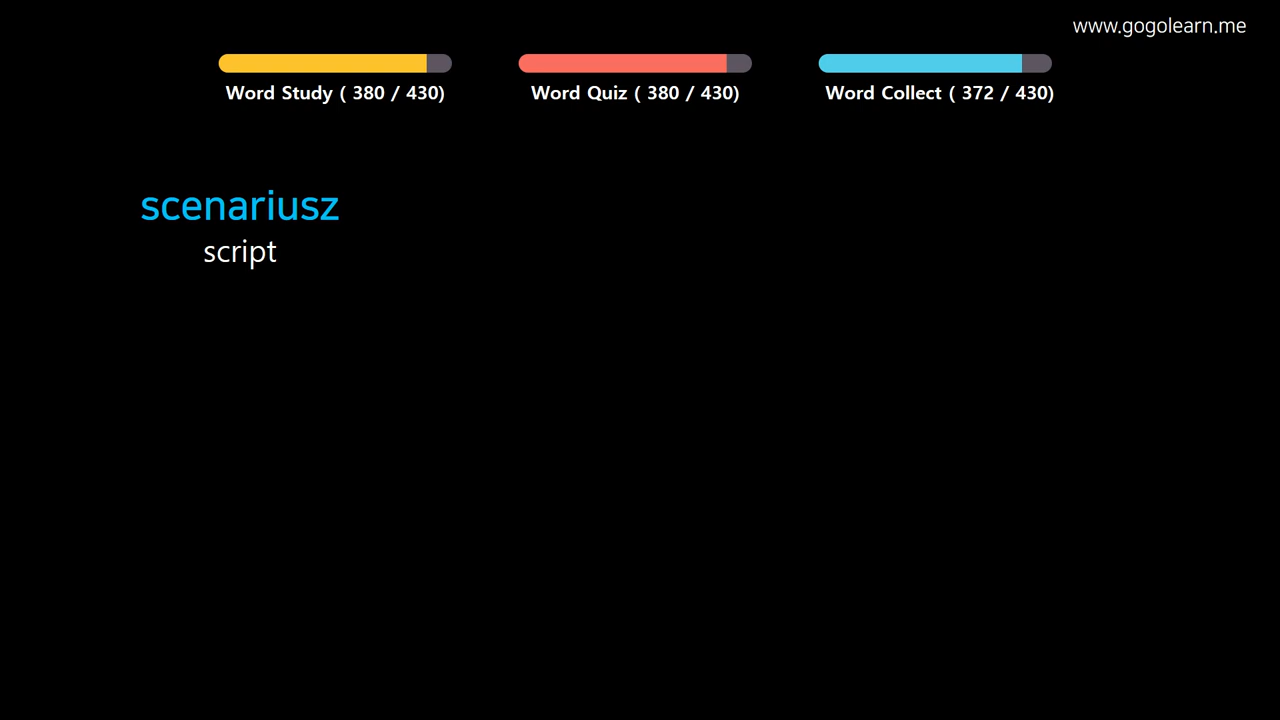 www.gogolearn.me
Word Study ( 380 / 430)
Word Quiz ( 380 / 430)
Word Collect ( 372 / 430)
scenariusz
script